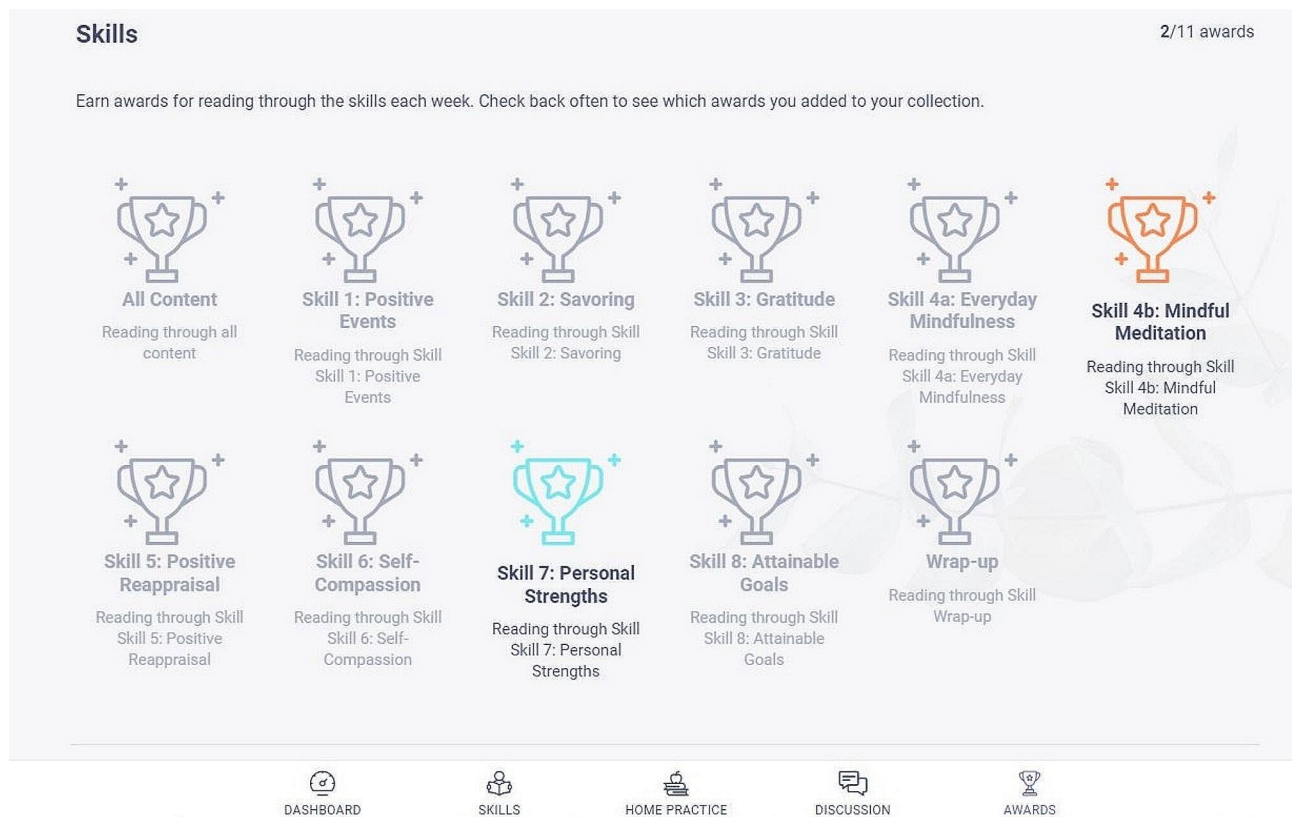 Skills
2/11 awards
Earn awards for reading through the skills each week. Check back often to see which awards you added to your collection.
All Content
Reading through all
content
Skill 1: Positive
Events
Reading through Skill
Skill 1: Positive
Events
Skill 2: Savoring
Reading through Skill
Skill 2: Savoring
Skill 3: Gratitude
Reading through Skill
Skill 3: Gratitude
Skill 4a: Everyday
Mindfulness
Reading through Skill
Skill 4a: Everyday
Mindfulness
Skill 4b: Mindful
Meditation
Reading through Skill
Skill 4b: Mindful
Meditation
Skill 5: Positive
Reappraisal
Reading through Skill
Skill 5: Positive
Reappraisal
Skill 6: Self-
Compassion
Reading through Skill
Skill 6: Self-
Compassion
Skill 7: Personal
Strengths
Reading through Skill
Skill 7: Personal
Strengths
Skill 8: Attainable
Goals
Reading through Skill
Skill 8: Attainable
Goals
Wrap-up
Reading through Skill
Wrap-up
DASHBOARD
SKILLS
HOME PRACTICE
DISCUSSION
AWARDS